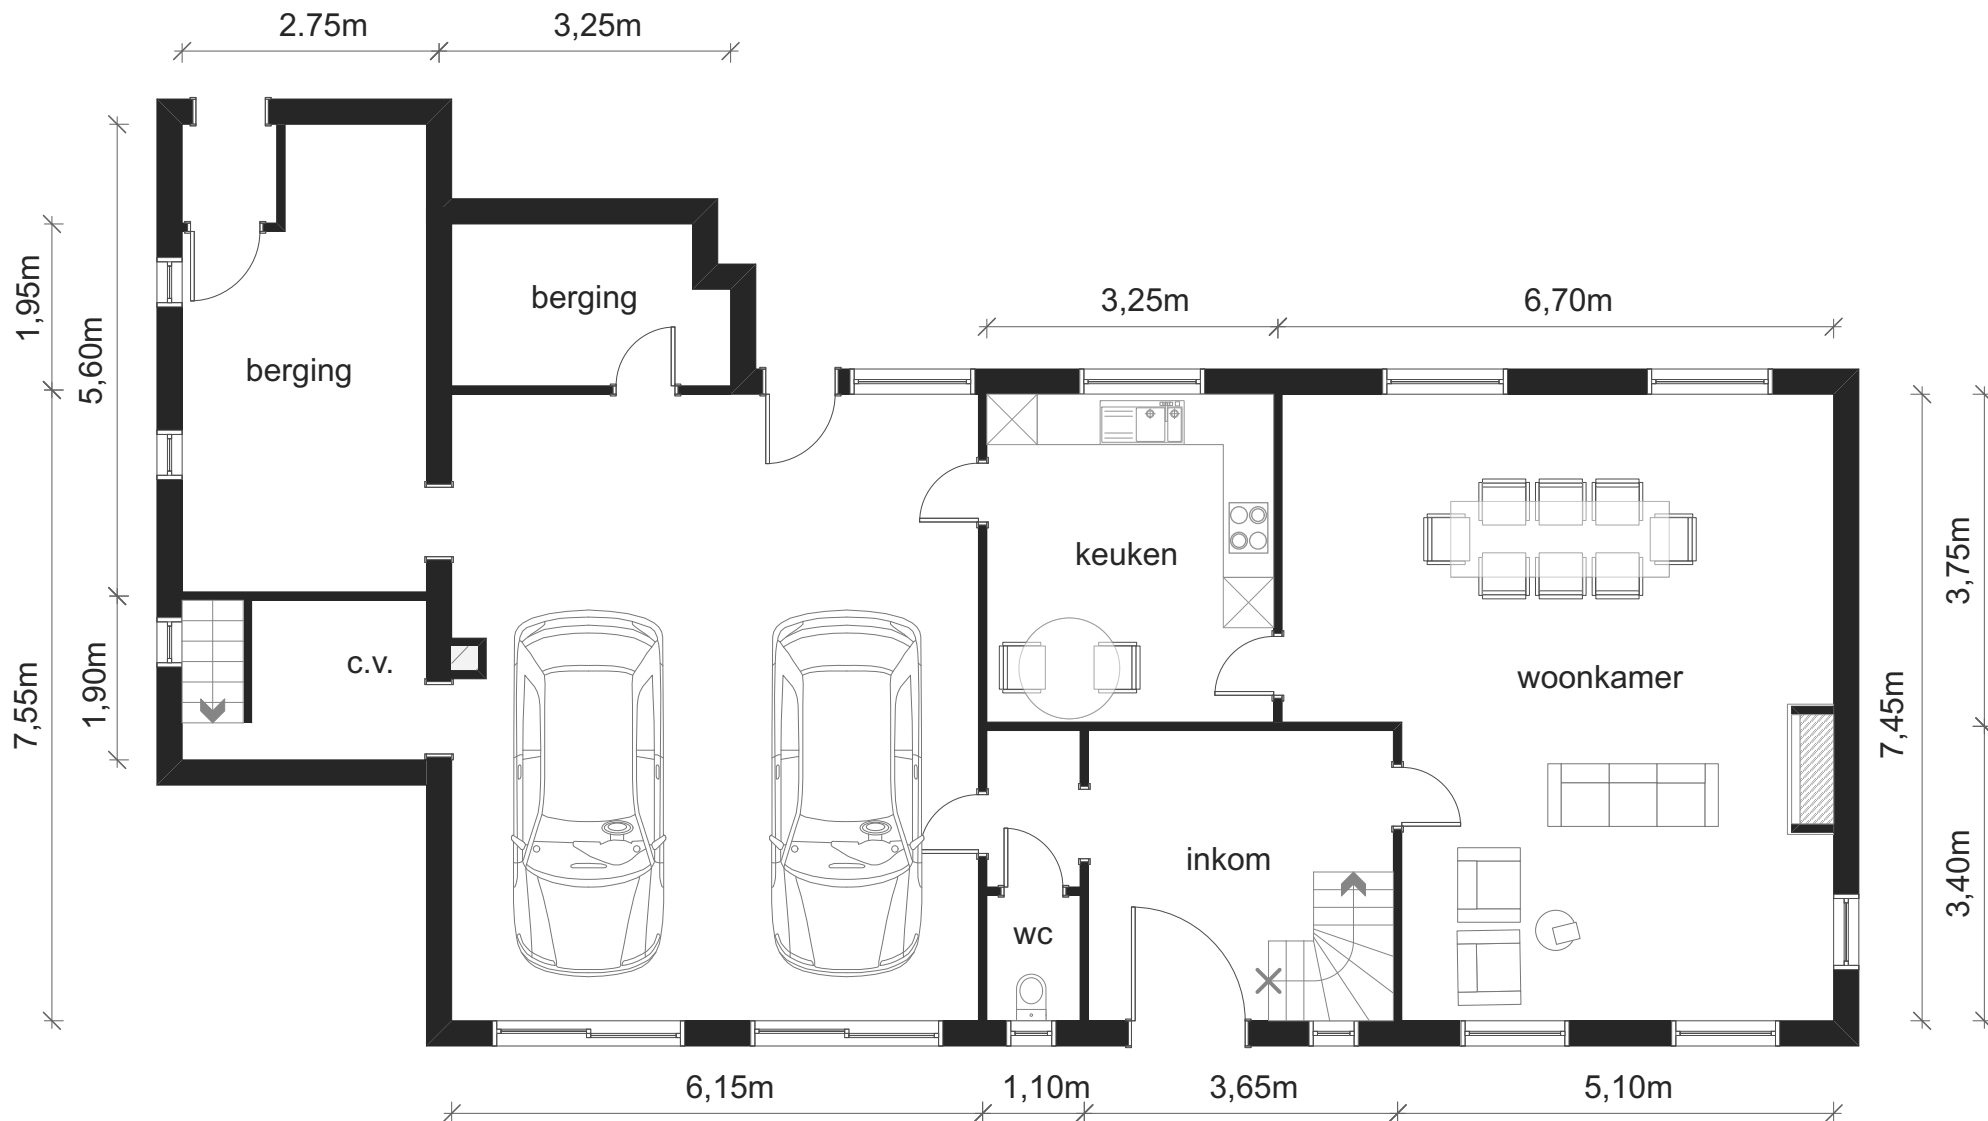 2.75m
3,25m
1,95m
5,60m
berging
berging
3,25m
6,70m
keuken
woonkamer
3,75m
7,55m
1,90m
c.v.
7,45m
3,40m
inkom
wc
6,15m
1,10m
3,65m
5,10m